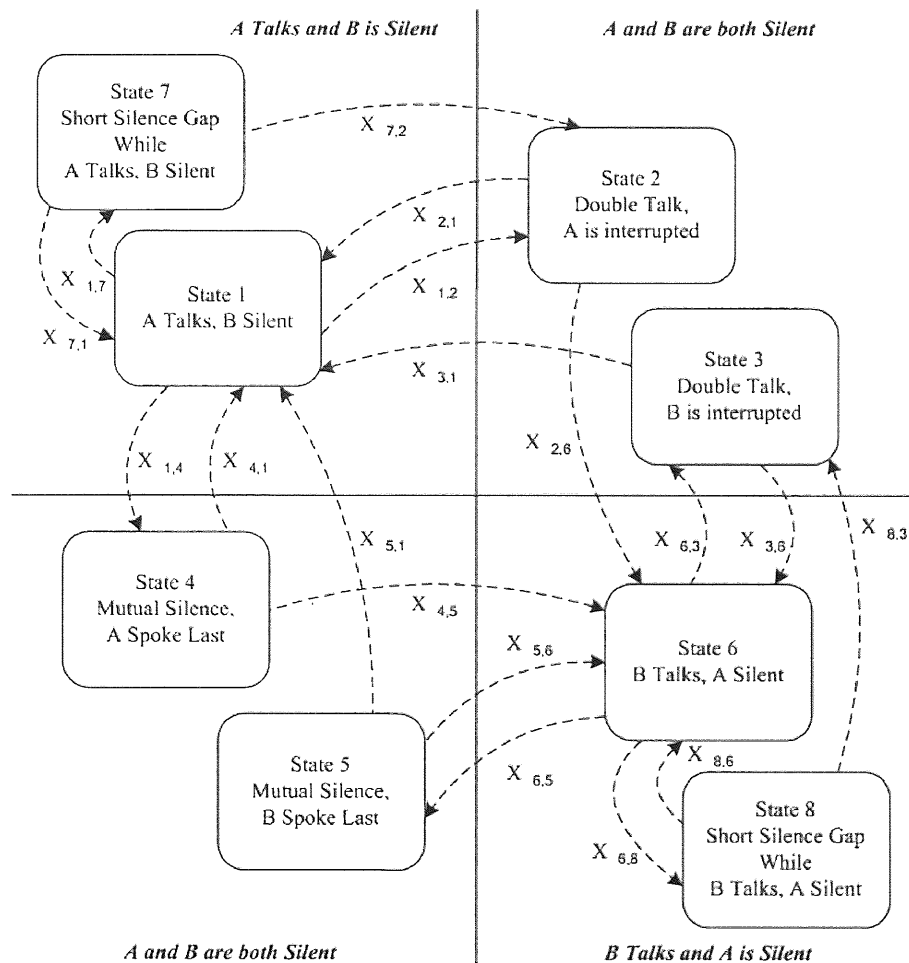 A Talks and B is Silent
A and B are both Silent
State 7
Short Silence Gap
While
A Talks, B Silent
X 7,2
State 2
Double Talk,
A is interrupted
X 2,1
X 1,7
X 7,1
State 1
A Talks, B Silent
X 1,2
X 3,1
State 3
Double Talk,
B is interrupted
X 2,6
X 1,4
X 4,1
X 5,1
X 6,3
X 3,6
X 8,3
State 4
Mutual Silence,
A Spoke Last
X 4,5
X 5,6
State 6
B Talks, A Silent
State 5
Mutual Silence,
B Spoke Last
X 6,5
X 8,6
X 6,8
State 8
Short Silence Gap
While
B Talks, A Silent
A and B are both Silent
B Talks and A is Silent